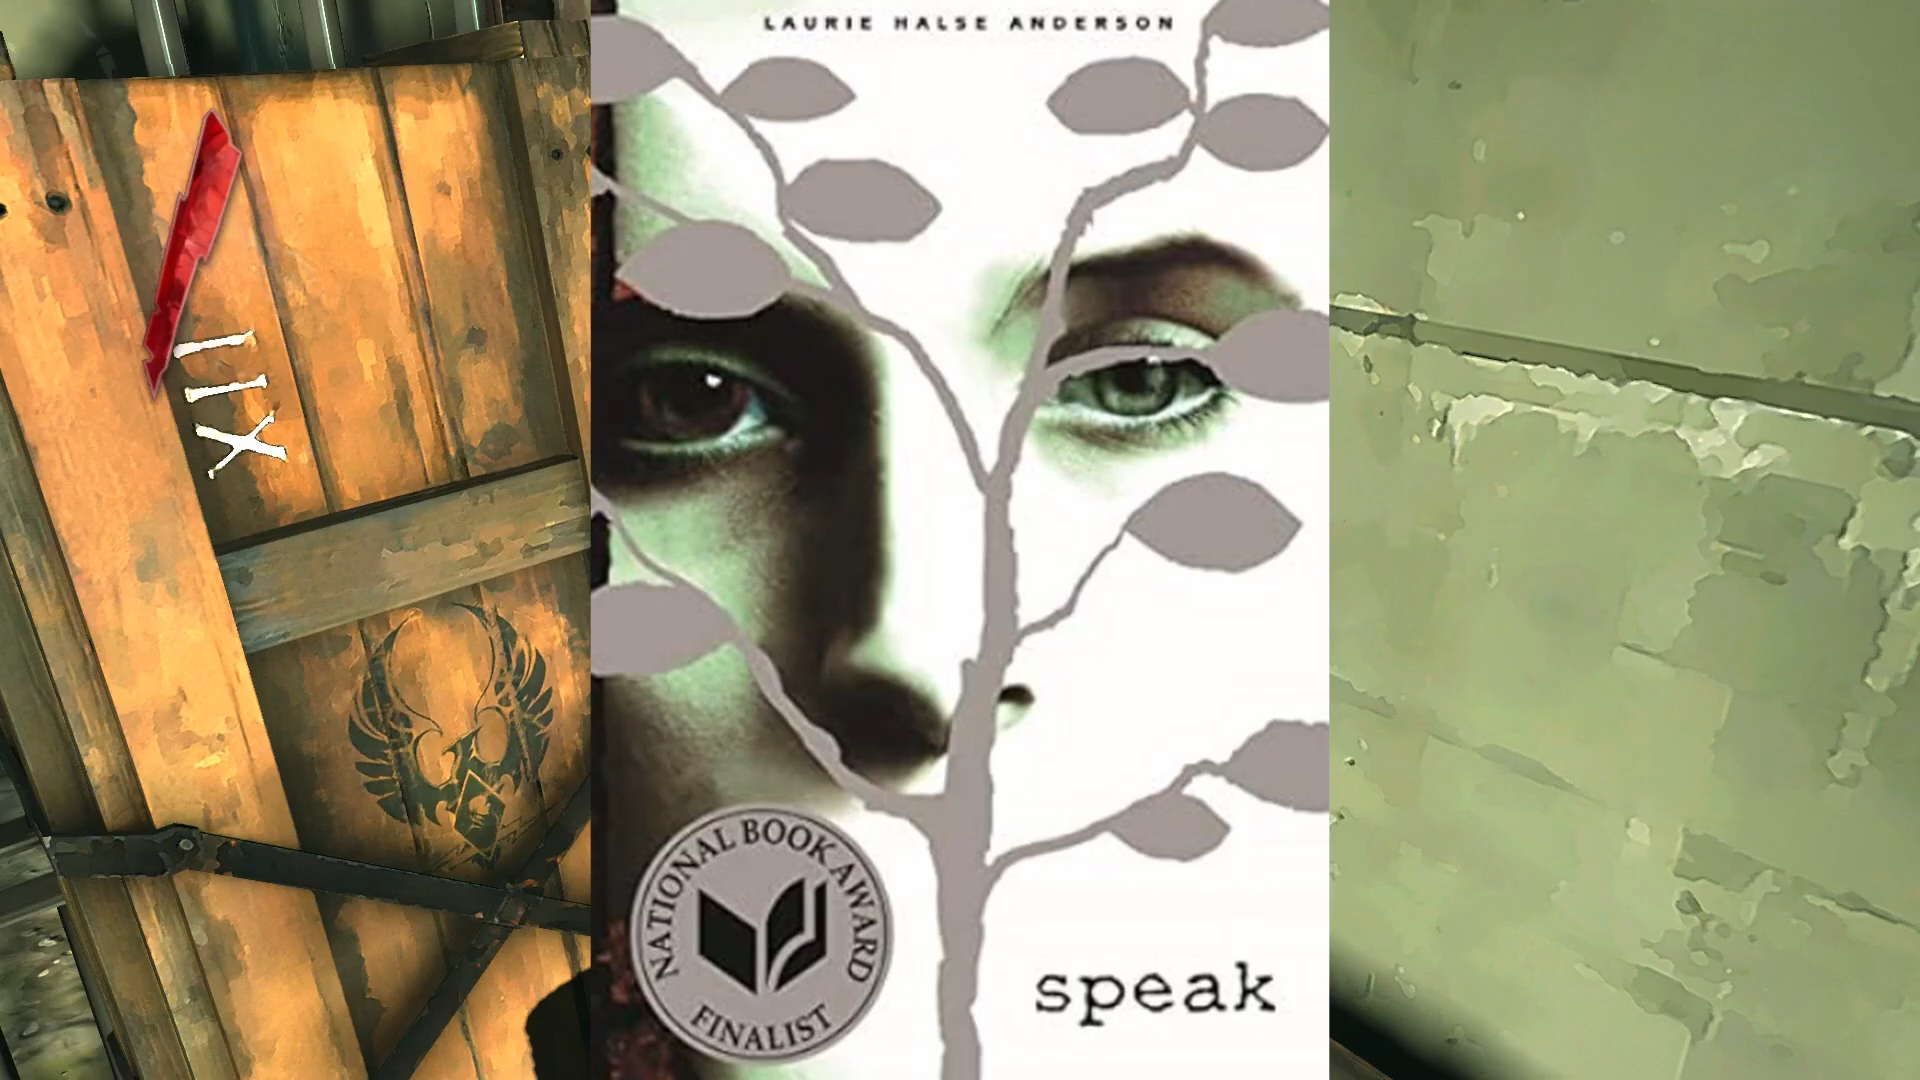 XII
LAURIE HALSE ANDERSON
NATIONAL BOOK AWARD
FINALIST
speak